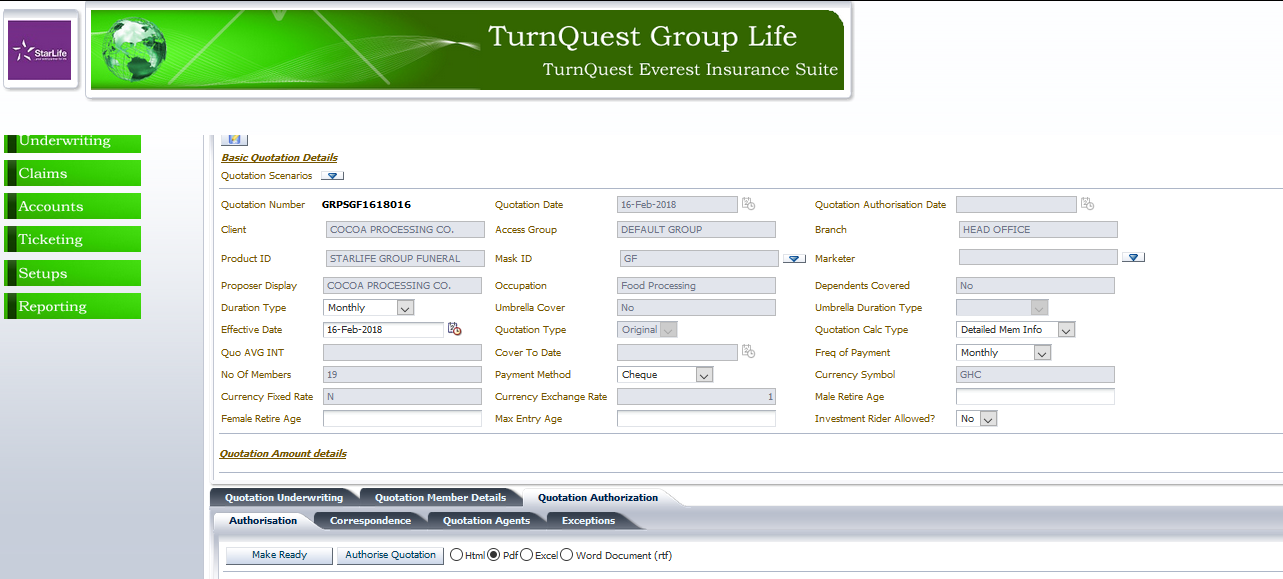 StarLife
TurnQuest Group Life
TurnQuest Everest Insurance Suite
Underwriting
Claims
Accounts
Ticketing
Setups
Reporting
Basic Quotation Details
Quotation Scenarios
Quotation Number GRPSGF1618016 Quotation Date 16-Feb-2018 Quotation Authorisation Date
Client COCOA PROCESSING CO. Access Group DEFAULT GROUP Branch HEAD OFFICE
Product ID STARLIFE GROUP FUNERAL Mask ID GF Marketer
Proposer Display COCOA PROCESSING CO. Occupation Food Processing Dependents Covered No
Duration Type Monthly Umbrella Cover No Umbrella Duration Type
Effective Date 16-Feb-2018 Quotation Type Original Quotation Calc Type Detailed Mem Info
Quo AVG INT Cover To Date Freq of Payment Monthly
No Of Members 19 Payment Method Cheque Currency Symbol GHC
Currency Fixed Rate N Currency Exchange Rate 1 Male Retire Age
Female Retire Age Max Entry Age Investment Rider Allowed? No
Quotation Amount details
Quotation Underwriting Quotation Member Details Quotation Authorization
Authorisation Correspondence Quotation Agents Exceptions
Make Ready Authorise Quotation Html Pdf Excel Word Document (rtf)